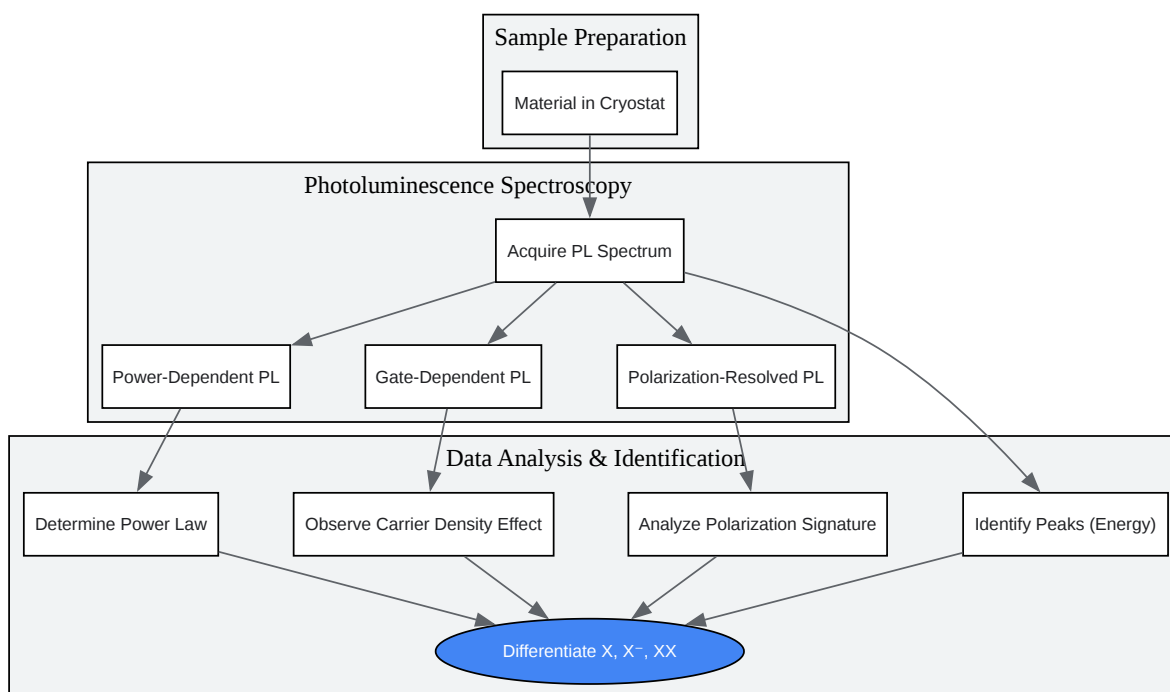 Sample Preparation
Material in Cryostat
Photoluminescence Spectroscopy
Acquire PL Spectrum
Power-Dependent PL
Gate-Dependent PL
Polarization-Resolved PL
Data Analysis & Identification
Determine Power Law
Observe Carrier Density Effect
Analyze Polarization Signature
Identify Peaks (Energy)
Differentiate X, X⁻, XX